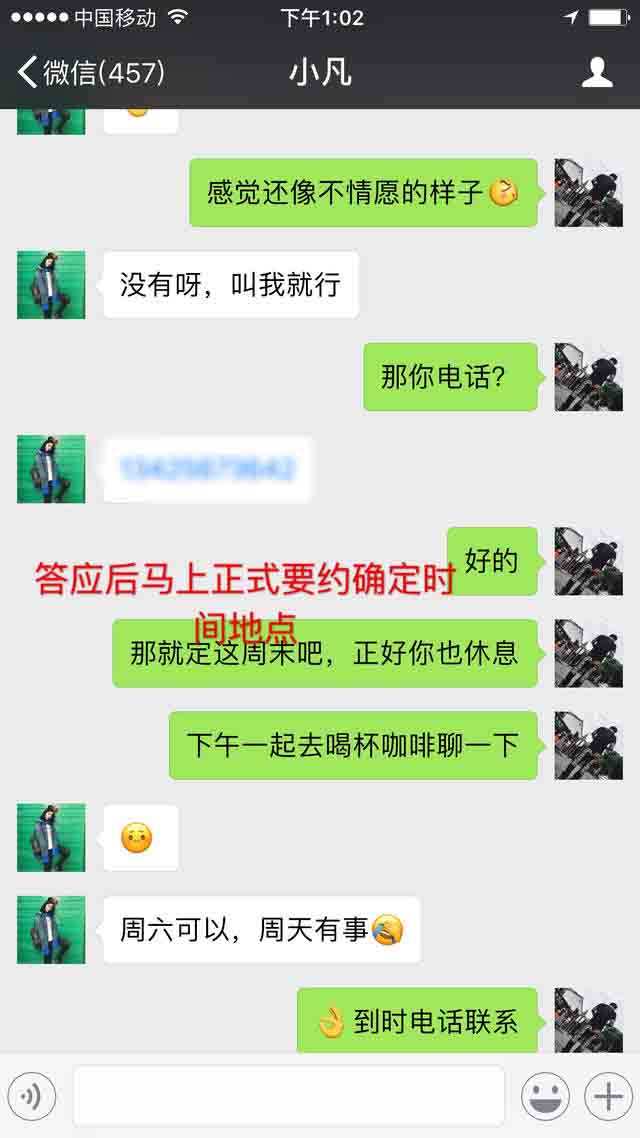 中国移动
下午1:02
微信(457)
小凡
感觉还像不情愿的样子
没有呀，叫我就行
那你电话？
好的
答应后马上正式要约确定时
间地点
那就定这周末吧，正好你也休息
下午一起去喝杯咖啡聊一下
周六可以，周天有事
到时电话联系